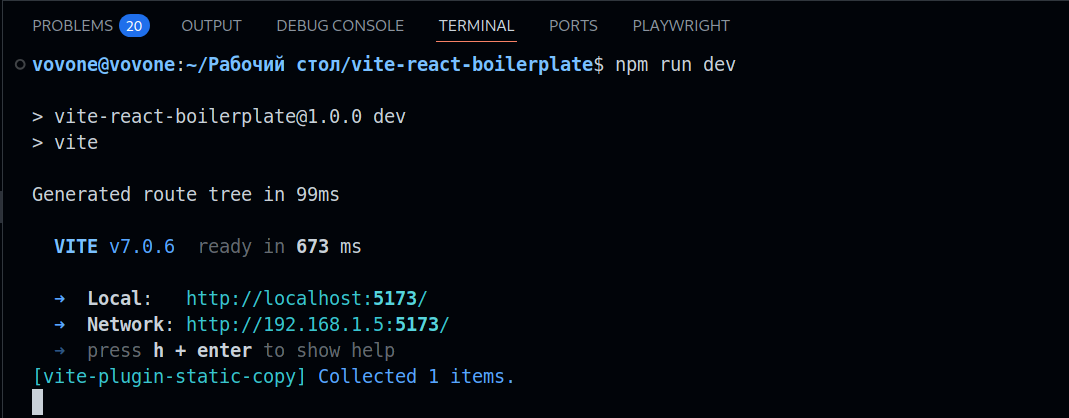 PROBLEMS 20 OUTPUT DEBUG CONSOLE TERMINAL PORTS PLAYWRIGHT
vovone@vovone:~/Рабочий стол/vite-react-boilerplate$ npm run dev
> vite-react-boilerplate@1.0.0 dev
> vite
Generated route tree in 99ms
VITE v7.0.6 ready in 673 ms
➜ Local: http://localhost:5173/
➜ Network: http://192.168.1.5:5173/
➜ press h + enter to show help
[vite-plugin-static-copy] Collected 1 items.